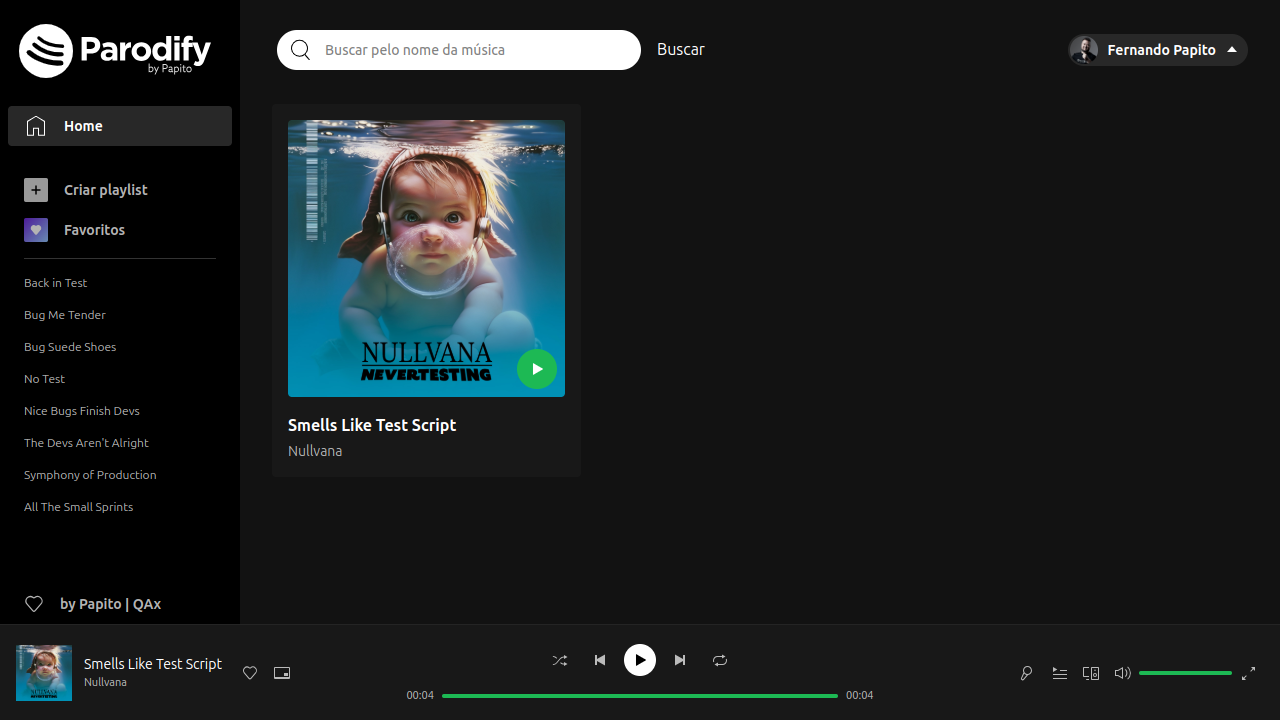 Parodify
by Papito
Home
Criar playlist
Favoritos
Back in Test
Bug Me Tender
Bug Suede Shoes
No Test
Nice Bugs Finish Devs
The Devs Aren't Alright
Symphony of Production
All The Small Sprints
by Papito | QAx
Buscar pelo nome da música
Buscar
Fernando Papito
NULLVANA
NEVERTESTING
Smells Like Test Script
Nullvana
NULLVANA
NEVERTESTING
Smells Like Test Script
Nullvana
00:04
00:04